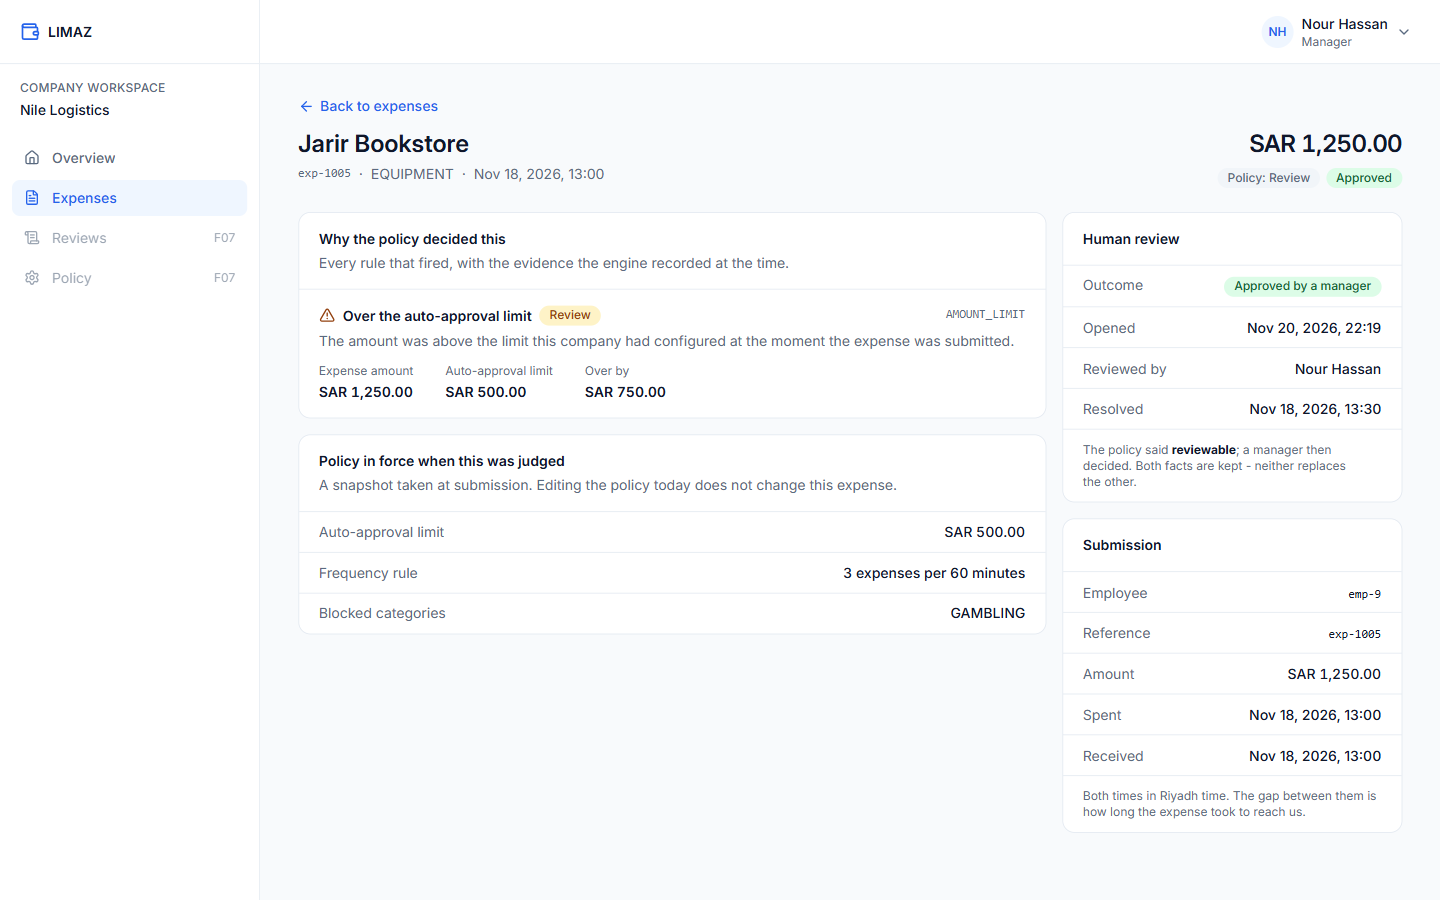 LIMAZ
NH
Nour Hassan
Manager
COMPANY WORKSPACE
Nile Logistics
Overview
Expenses
Reviews F07
Policy F07
Back to expenses
Jarir Bookstore
exp-1005 · EQUIPMENT · Nov 18, 2026, 13:00
SAR 1,250.00
Policy: Review Approved
Why the policy decided this
Every rule that fired, with the evidence the engine recorded at the time.
Over the auto-approval limit Review AMOUNT_LIMIT
The amount was above the limit this company had configured at the moment the expense was submitted.
Expense amount Auto-approval limit Over by
SAR 1,250.00 SAR 500.00 SAR 750.00
Policy in force when this was judged
A snapshot taken at submission. Editing the policy today does not change this expense.
Auto-approval limit SAR 500.00
Frequency rule 3 expenses per 60 minutes
Blocked categories GAMBLING
Human review
Outcome Approved by a manager
Opened Nov 20, 2026, 22:19
Reviewed by Nour Hassan
Resolved Nov 18, 2026, 13:30
The policy said reviewable; a manager then
decided. Both facts are kept - neither replaces
the other.
Submission
Employee emp-9
Reference exp-1005
Amount SAR 1,250.00
Spent Nov 18, 2026, 13:00
Received Nov 18, 2026, 13:00
Both times in Riyadh time. The gap between them is
how long the expense took to reach us.